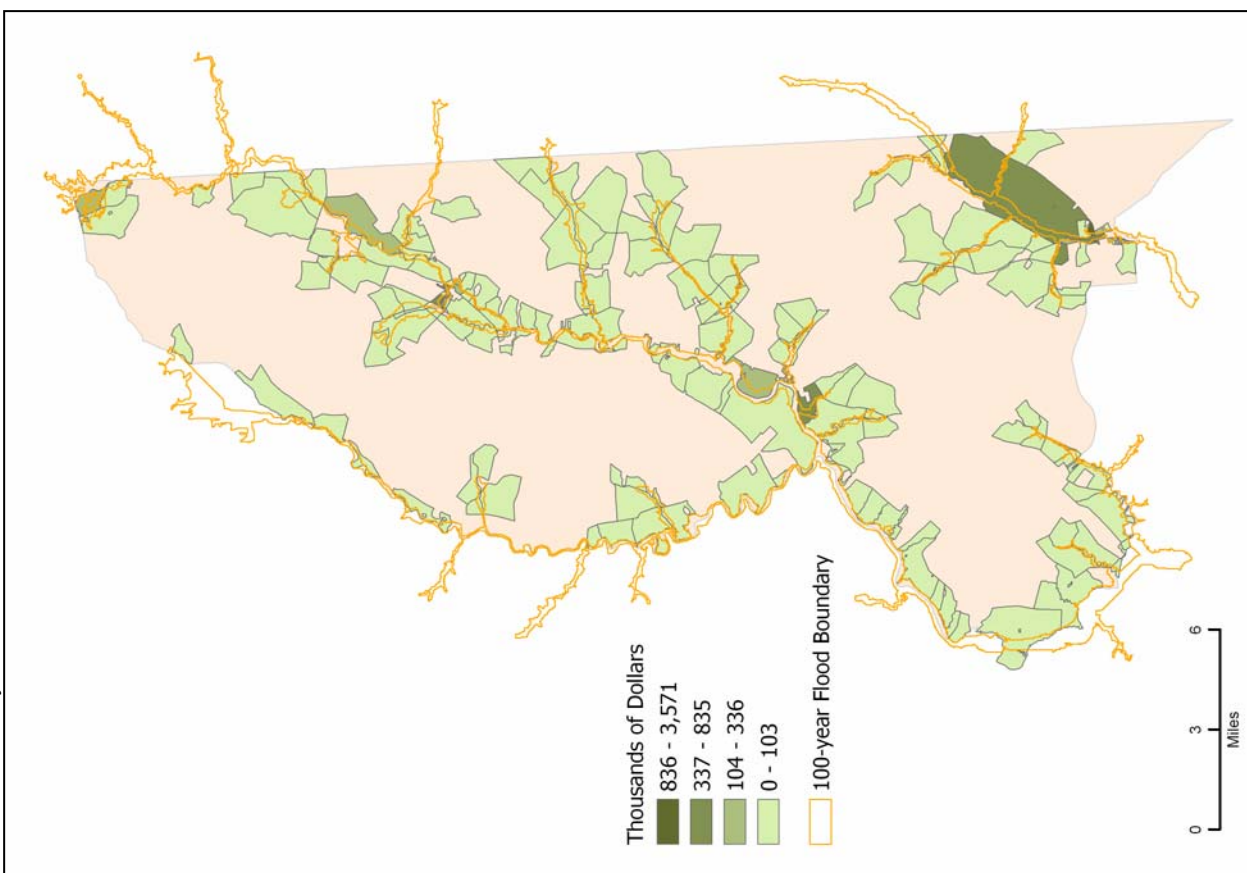 Thousands of Dollars
836 - 3,571
337 - 835
104 - 336
0 - 103
100-year Flood Boundary
0 3 6
Miles